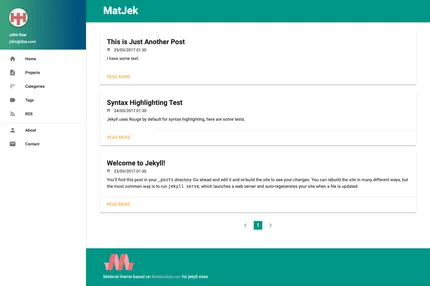 MatJek
John Doe
john@doe.com
Home
Projects
Categories
Tags
RSS
About
Contact
This is Just Another Post
25/03/2017 01:30
I have some text.
READ MORE
Syntax Highlighting Test
24/03/2017 01:30
Jekyll uses Rouge by default for syntax highlighting, here are some tests.
READ MORE
Welcome to Jekyll!
23/03/2017 01:30
You'll find this post in your _posts directory. Go ahead and edit it and re-build the site to see your changes. You can rebuild the site in many different ways, but
the most common way is to run jekyll serve, which launches a web server and auto-regenerates your site when a file is updated.
READ MORE
1
Material theme based on Materialize.css for jekyll sites